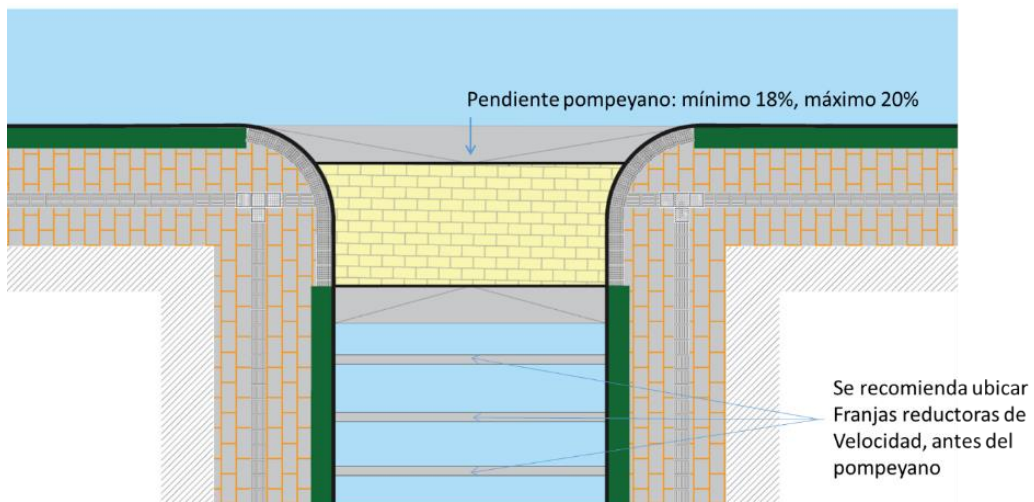 Pendiente pompeyano: mínimo 18%, máximo 20%
Se recomienda ubicar
Franjas reductoras de
Velocidad, antes del
pompeyano